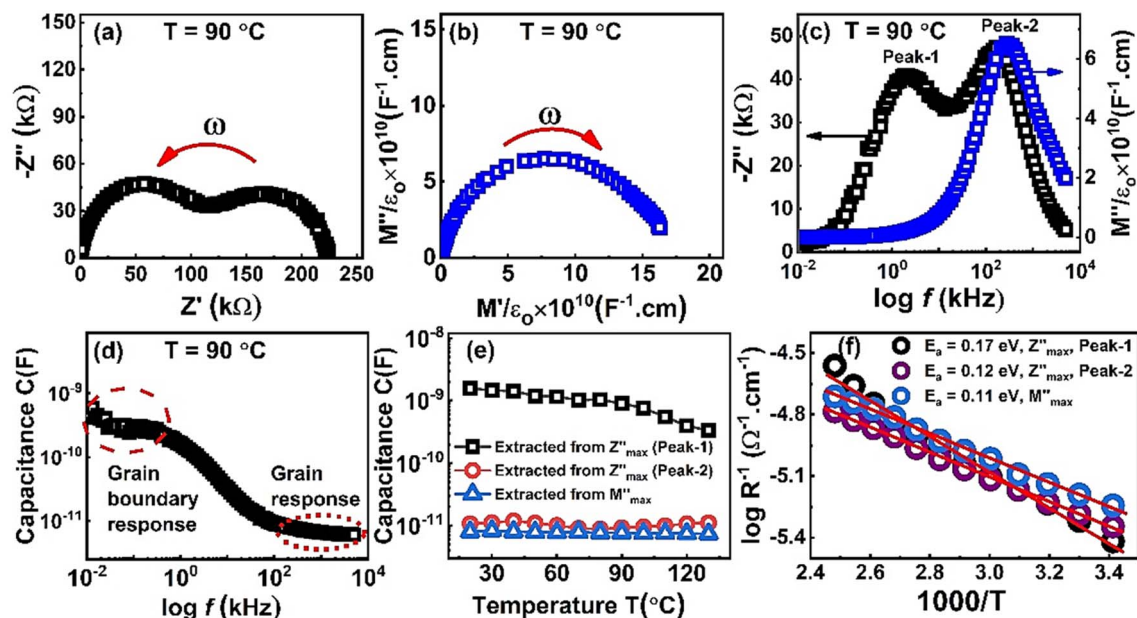 (a) T = 90 °C
-Z'' (kΩ)
150
120
90
60
30
0
ω
0 50 100 150 200 250
Z' (kΩ)
(b) T = 90 °C
M''/ε₀×10¹⁰(F⁻¹.cm)
15
10
5
0
ω
0 5 10 15 20
M'/ε₀×10¹⁰(F⁻¹.cm)
(c) T = 90 °C Peak-2
Peak-1
-Z'' (kΩ)
50
40
30
20
10
0
6
4
2
0
M''/ε₀×10¹⁰(F⁻¹.cm)
10⁻² 10⁰ 10² 10⁴
log f (kHz)
(d) T = 90 °C
Capacitance C(F)
10⁻⁸
10⁻⁹
10⁻¹⁰
10⁻¹¹
Grain
boundary
response
Grain
response
10⁻² 10⁰ 10² 10⁴
log f (kHz)
(e)
Capacitance C(F)
10⁻⁸
10⁻⁹
10⁻¹⁰
10⁻¹¹
Extracted from Z''max (Peak-1)
Extracted from Z''max (Peak-2)
Extracted from M''max
30 60 90 120
Temperature T(°C)
(f)
log R⁻¹ (Ω⁻¹.cm⁻¹)
-4.5
-4.8
-5.1
-5.4
Eₐ = 0.17 eV, Z''max, Peak-1
Eₐ = 0.12 eV, Z''max, Peak-2
Eₐ = 0.11 eV, M''max
2.4 2.6 2.8 3.0 3.2 3.4
1000/T